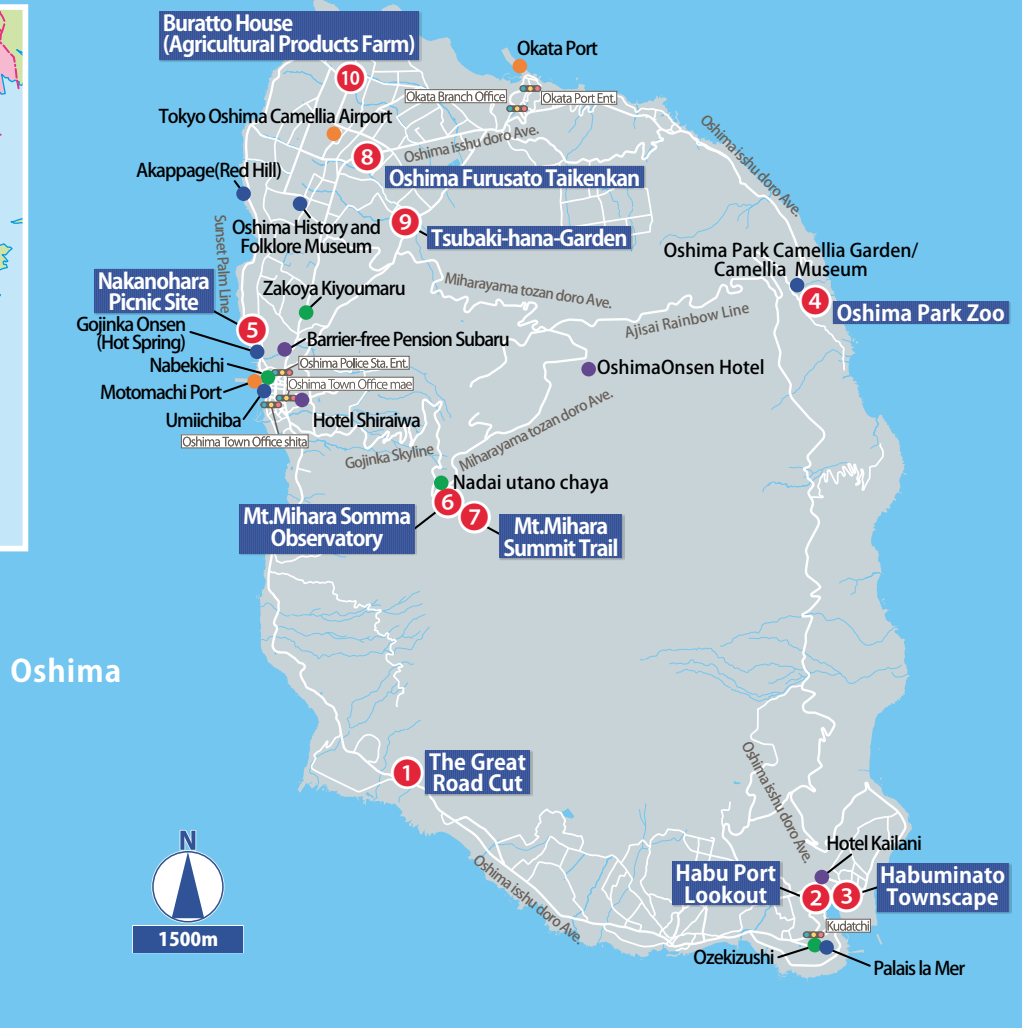 Buratto House
(Agricultural Products Farm)
10
Okata Port
Okata Branch Office
Okata Port Ent.
Tokyo Oshima Camellia Airport
Oshima isshu doro Ave.
Oshima isshu doro Ave.
8
Oshima Furusato Taikenkan
Akappage(Red Hill)
9
Tsubaki-hana-Garden
Oshima History and
Folklore Museum
Sunset Palm Line
Oshima Park Camellia Garden/
Camellia Museum
4
Oshima Park Zoo
Nakanohara
Picnic Site
5
Zakoya Kiyoumaru
Miharayama tozan doro Ave.
Ajisai Rainbow Line
Gojinka Onsen
(Hot Spring)
Barrier-free Pension Subaru
Nabekichi
Oshima Police Sta. Ent.
OshimaOnsen Hotel
Motomachi Port
Oshima Town Office mae
Umiichiba
Hotel Shiraiwa
Oshima Town Office shita
Miharayama tozan doro Ave.
Gojinka Skyline
Nadai utano chaya
6
7
Mt.Mihara Somma
Observatory
Mt.Mihara
Summit Trail
Oshima
1
The Great
Road Cut
Oshima isshu doro Ave.
N
1500m
Oshima isshu doro Ave.
Hotel Kailani
Habu Port
Lookout
2
3
Habuminato
Townscape
Kudatchi
Ozekizushi
Palais la Mer